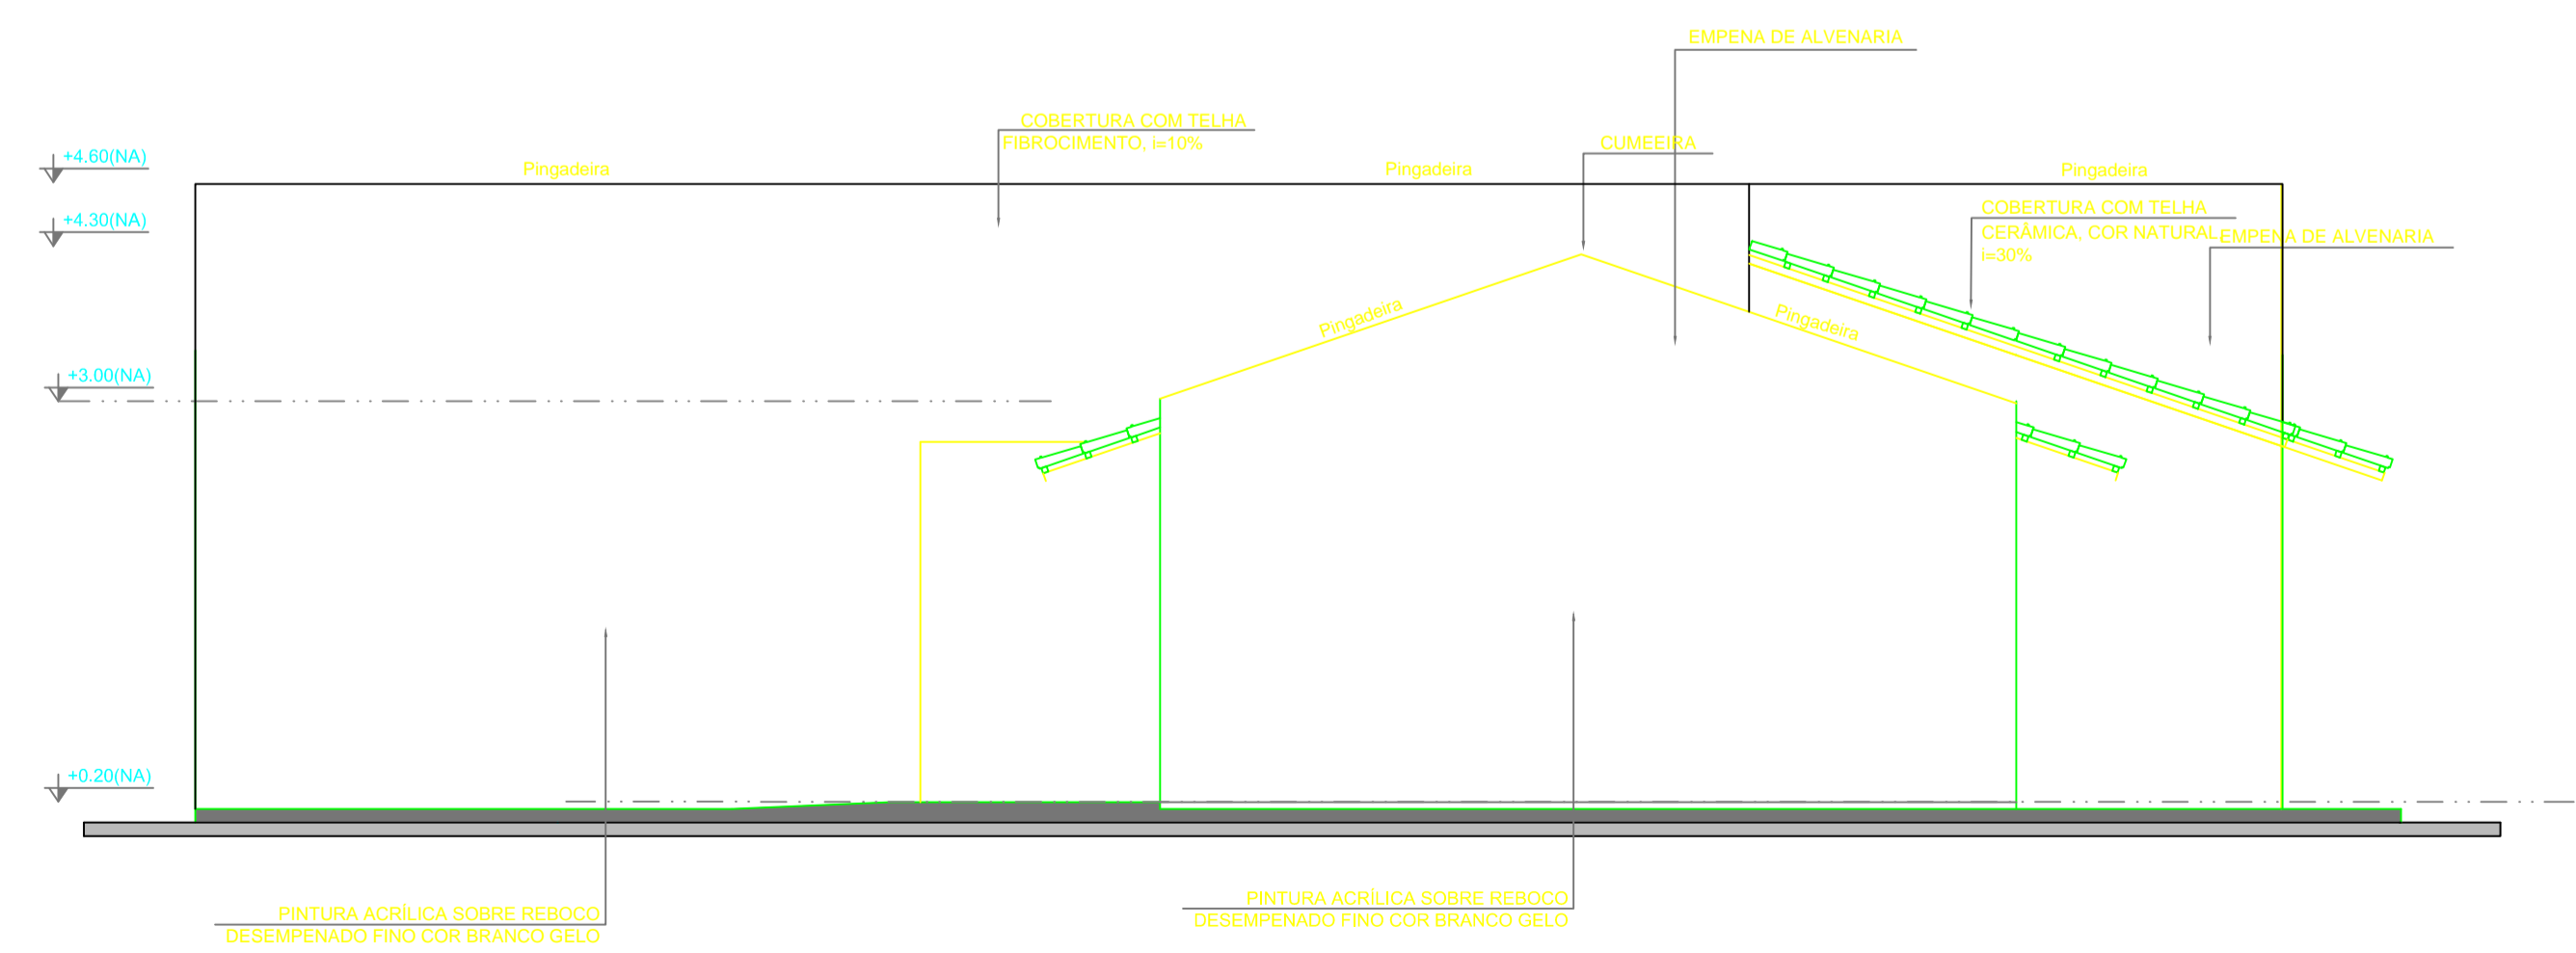 EMPENA DE ALVENARIA
COBERTURA COM TELHA
FIBROCIMENTO, i=10%
CUMEEIRA
+4.60(NA)
Pingadeira
Pingadeira
Pingadeira
+4.30(NA)
COBERTURA COM TELHA
CERÂMICA, COR NATURAL,
i=30%
EMPENA DE ALVENARIA
Pingadeira
Pingadeira
+3.00(NA)
+0.20(NA)
PINTURA ACRÍLICA SOBRE REBOCO
DESEMPENADO FINO COR BRANCO GELO
PINTURA ACRÍLICA SOBRE REBOCO
DESEMPENADO FINO COR BRANCO GELO